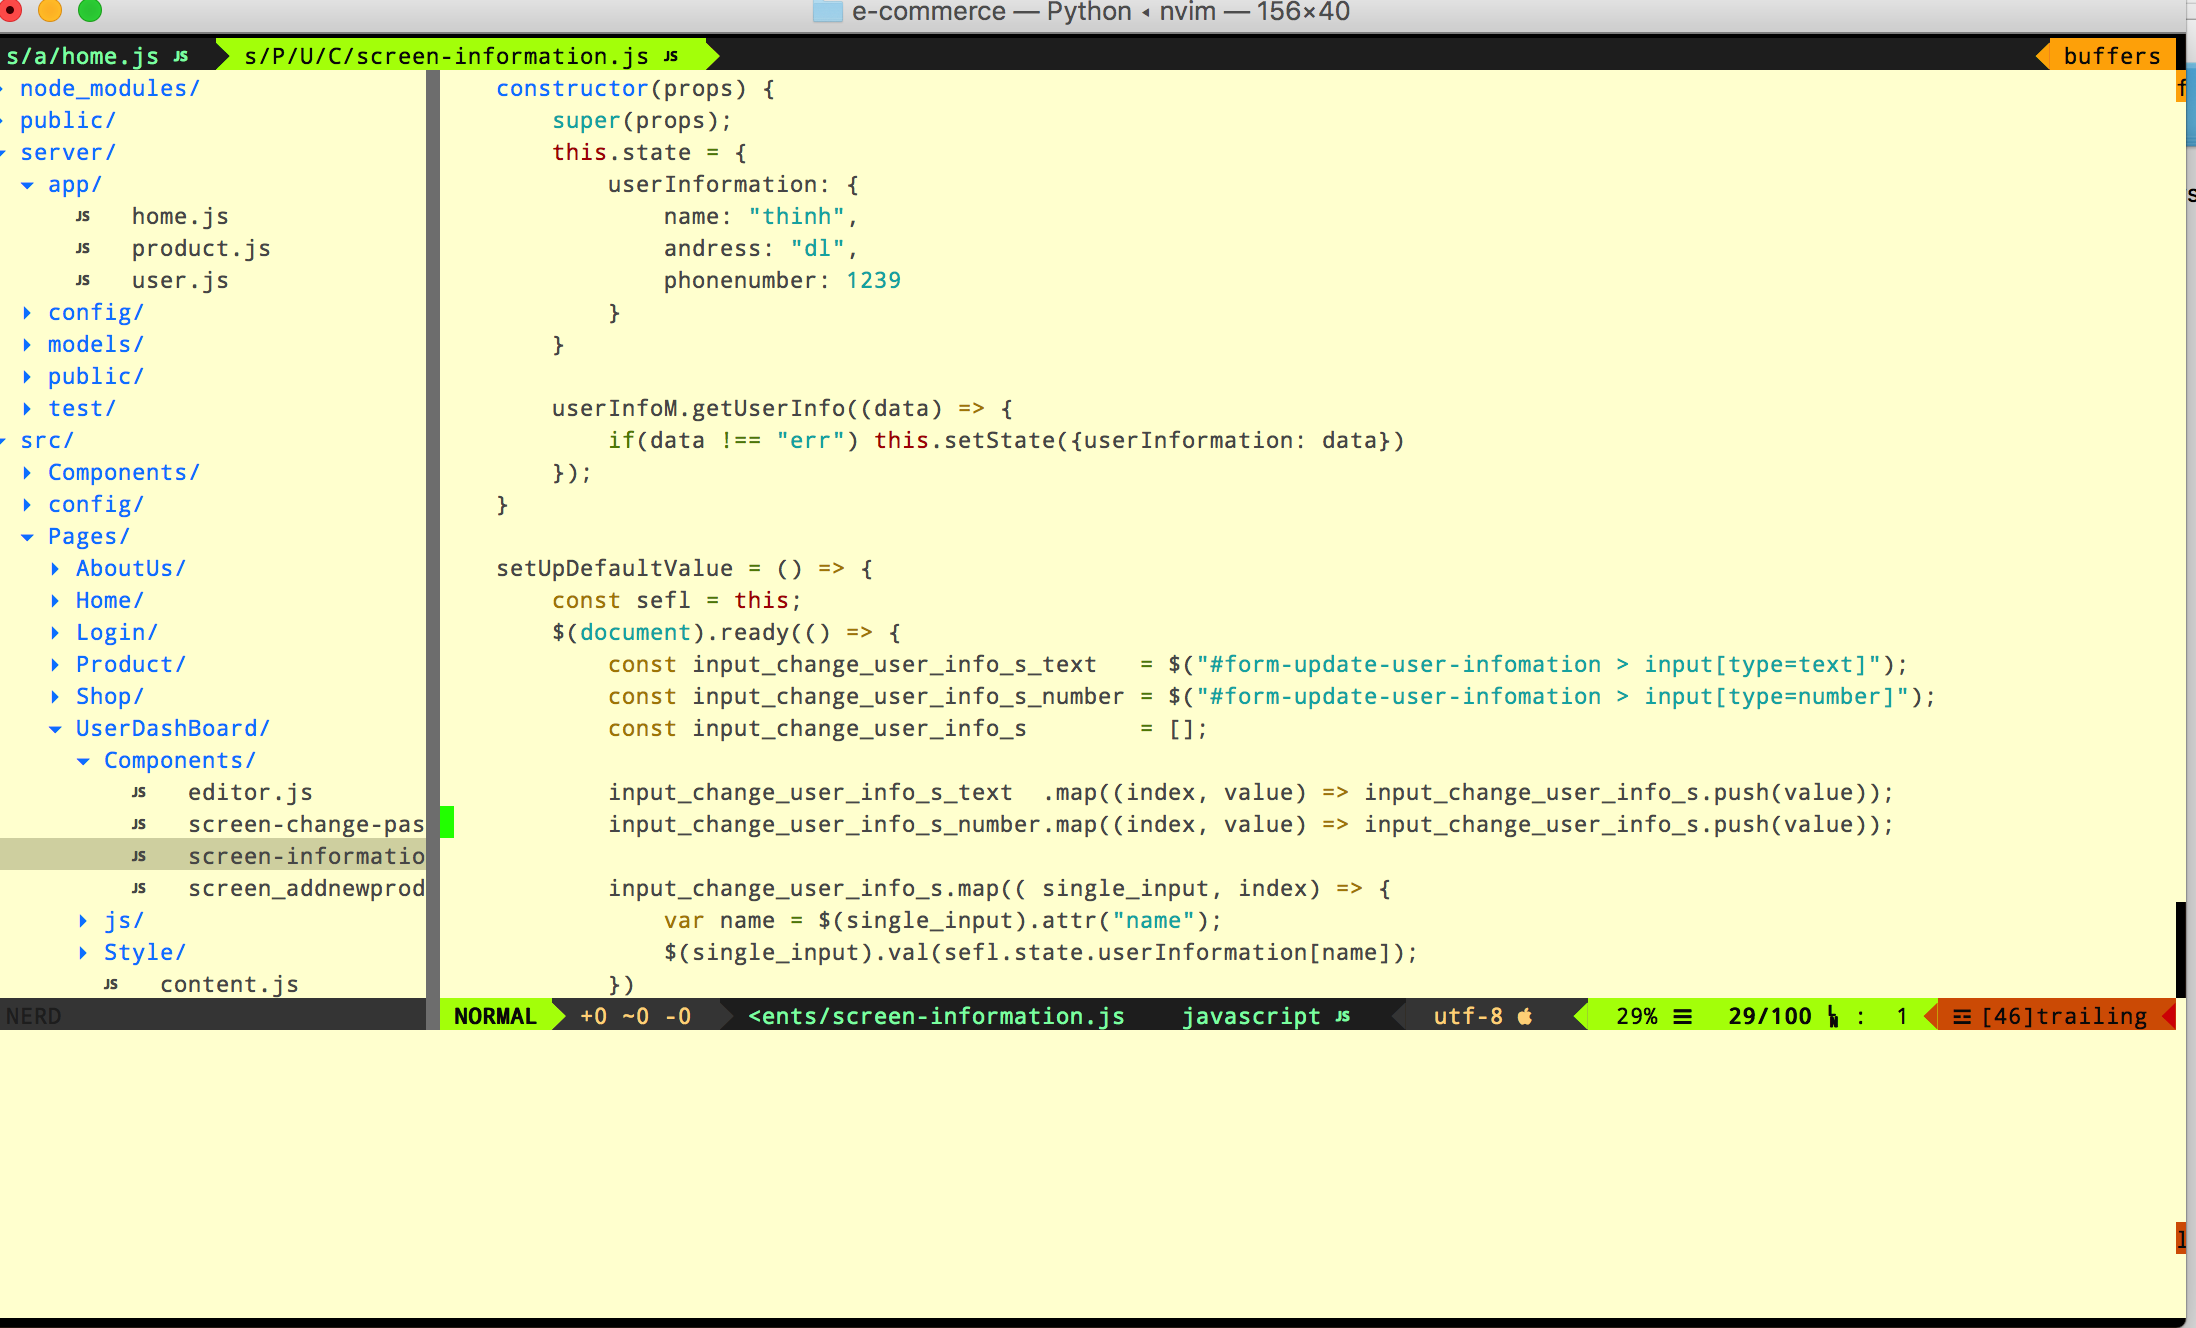 e-commerce — Python ◂ nvim — 156×40
s/a/home.js JS s/P/U/C/screen-information.js JS buffers
node_modules/
public/
server/
app/
JS home.js
JS product.js
JS user.js
config/
models/
public/
test/
src/
Components/
config/
Pages/
AboutUs/
Home/
Login/
Product/
Shop/
UserDashBoard/
Components/
JS editor.js
JS screen-change-pas
JS screen-informatio
JS screen_addnewprod
js/
Style/
JS content.js
NERD
constructor(props) {
super(props);
this.state = {
userInformation: {
name: "thinh",
andress: "dl",
phonenumber: 1239
}
}
userInfoM.getUserInfo((data) => {
if(data !== "err") this.setState({userInformation: data})
});
}
setUpDefaultValue = () => {
const sefl = this;
$(document).ready(() => {
const input_change_user_info_s_text   = $("#form-update-user-infomation > input[type=text]");
const input_change_user_info_s_number = $("#form-update-user-infomation > input[type=number]");
const input_change_user_info_s        = [];
input_change_user_info_s_text  .map((index, value) => input_change_user_info_s.push(value));
input_change_user_info_s_number.map((index, value) => input_change_user_info_s.push(value));
input_change_user_info_s.map(( single_input, index) => {
var name = $(single_input).attr("name");
$(single_input).val(sefl.state.userInformation[name]);
})
NORMAL +0 ~0 -0 <ents/screen-information.js javascript JS utf-8 29% ☰ 29/100 : 1 ☲ [46]trailing